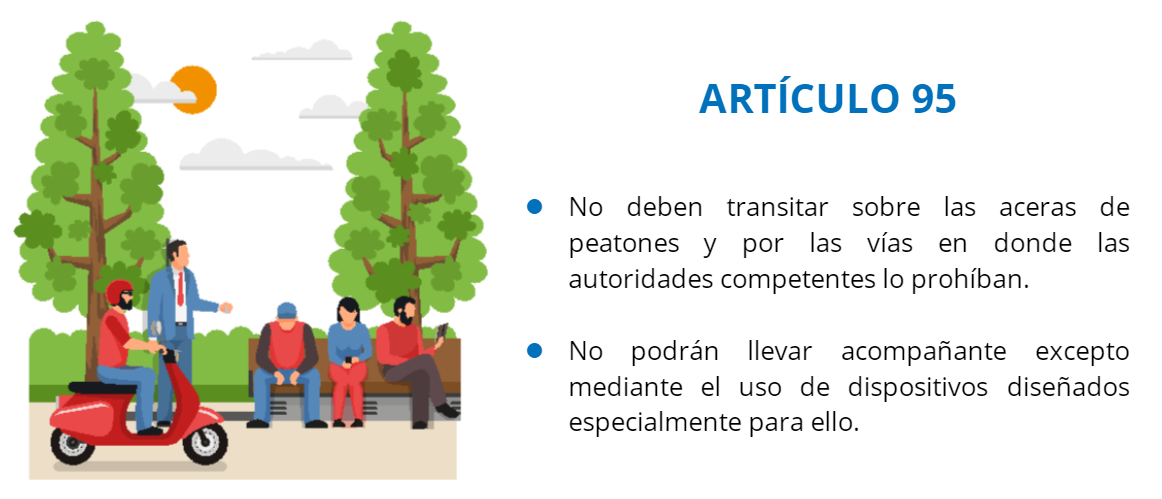 ARTÍCULO 95
No deben transitar sobre las aceras de
peatones y por las vías en donde las
autoridades competentes lo prohíban.
No podrán llevar acompañante excepto
mediante el uso de dispositivos diseñados
especialmente para ello.